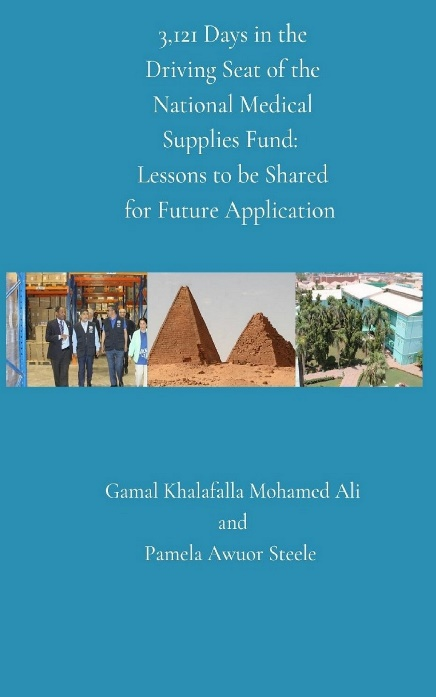 3,121 Days in the
Driving Seat of the
National Medical
Supplies Fund:
Lessons to be Shared
for Future Application
Gamal Khalafalla Mohamed Ali
and
Pamela Awuor Steele